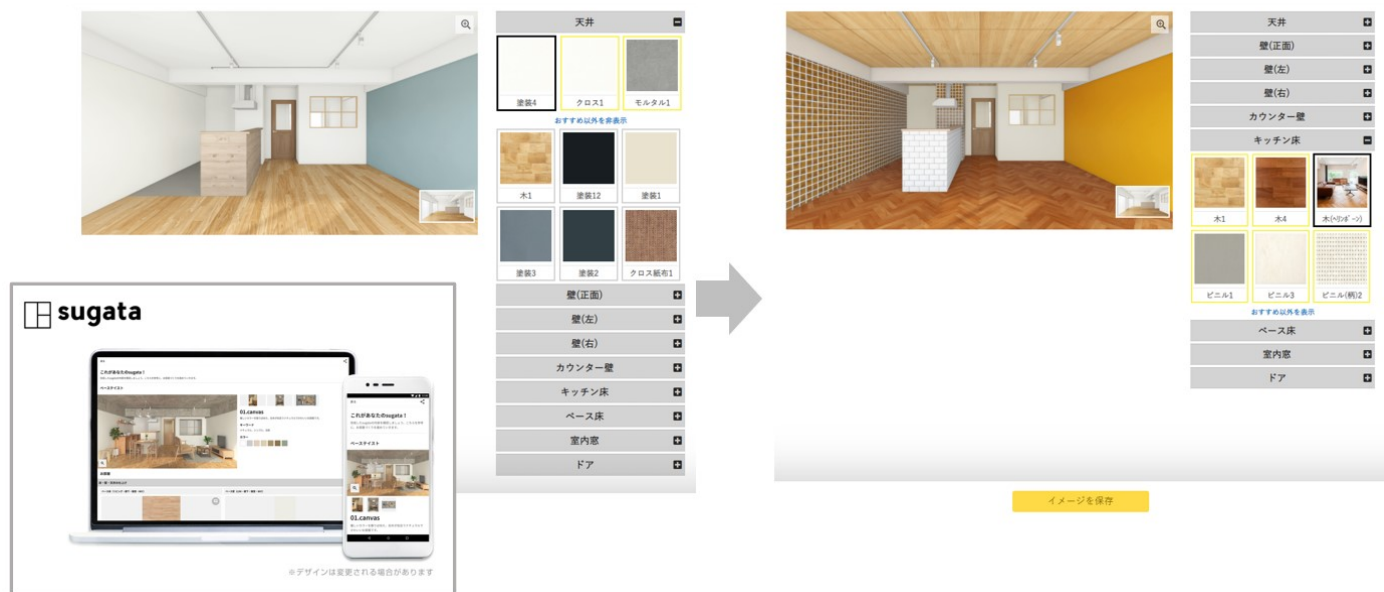 天井
塗装4
クロス1
モルタル1
おすすめ以外を非表示
木1
塗装12
塗装1
塗装3
塗装2
クロス紙布1
壁(正面)
壁(左)
壁(右)
カウンター壁
キッチン床
ベース床
室内窓
ドア
sugata
これがあなたのsugata！
ベーステイスト
01.canvas
これがあなたのsugata！
ベーステイスト
01.canvas
※デザインは変更される場合があります
天井
壁(正面)
壁(左)
壁(右)
カウンター壁
キッチン床
木1
木4
木(ヘリンボーン)
ビニル1
ビニル3
ビニル(柄)2
おすすめ以外を表示
ベース床
室内窓
ドア
イメージを保存